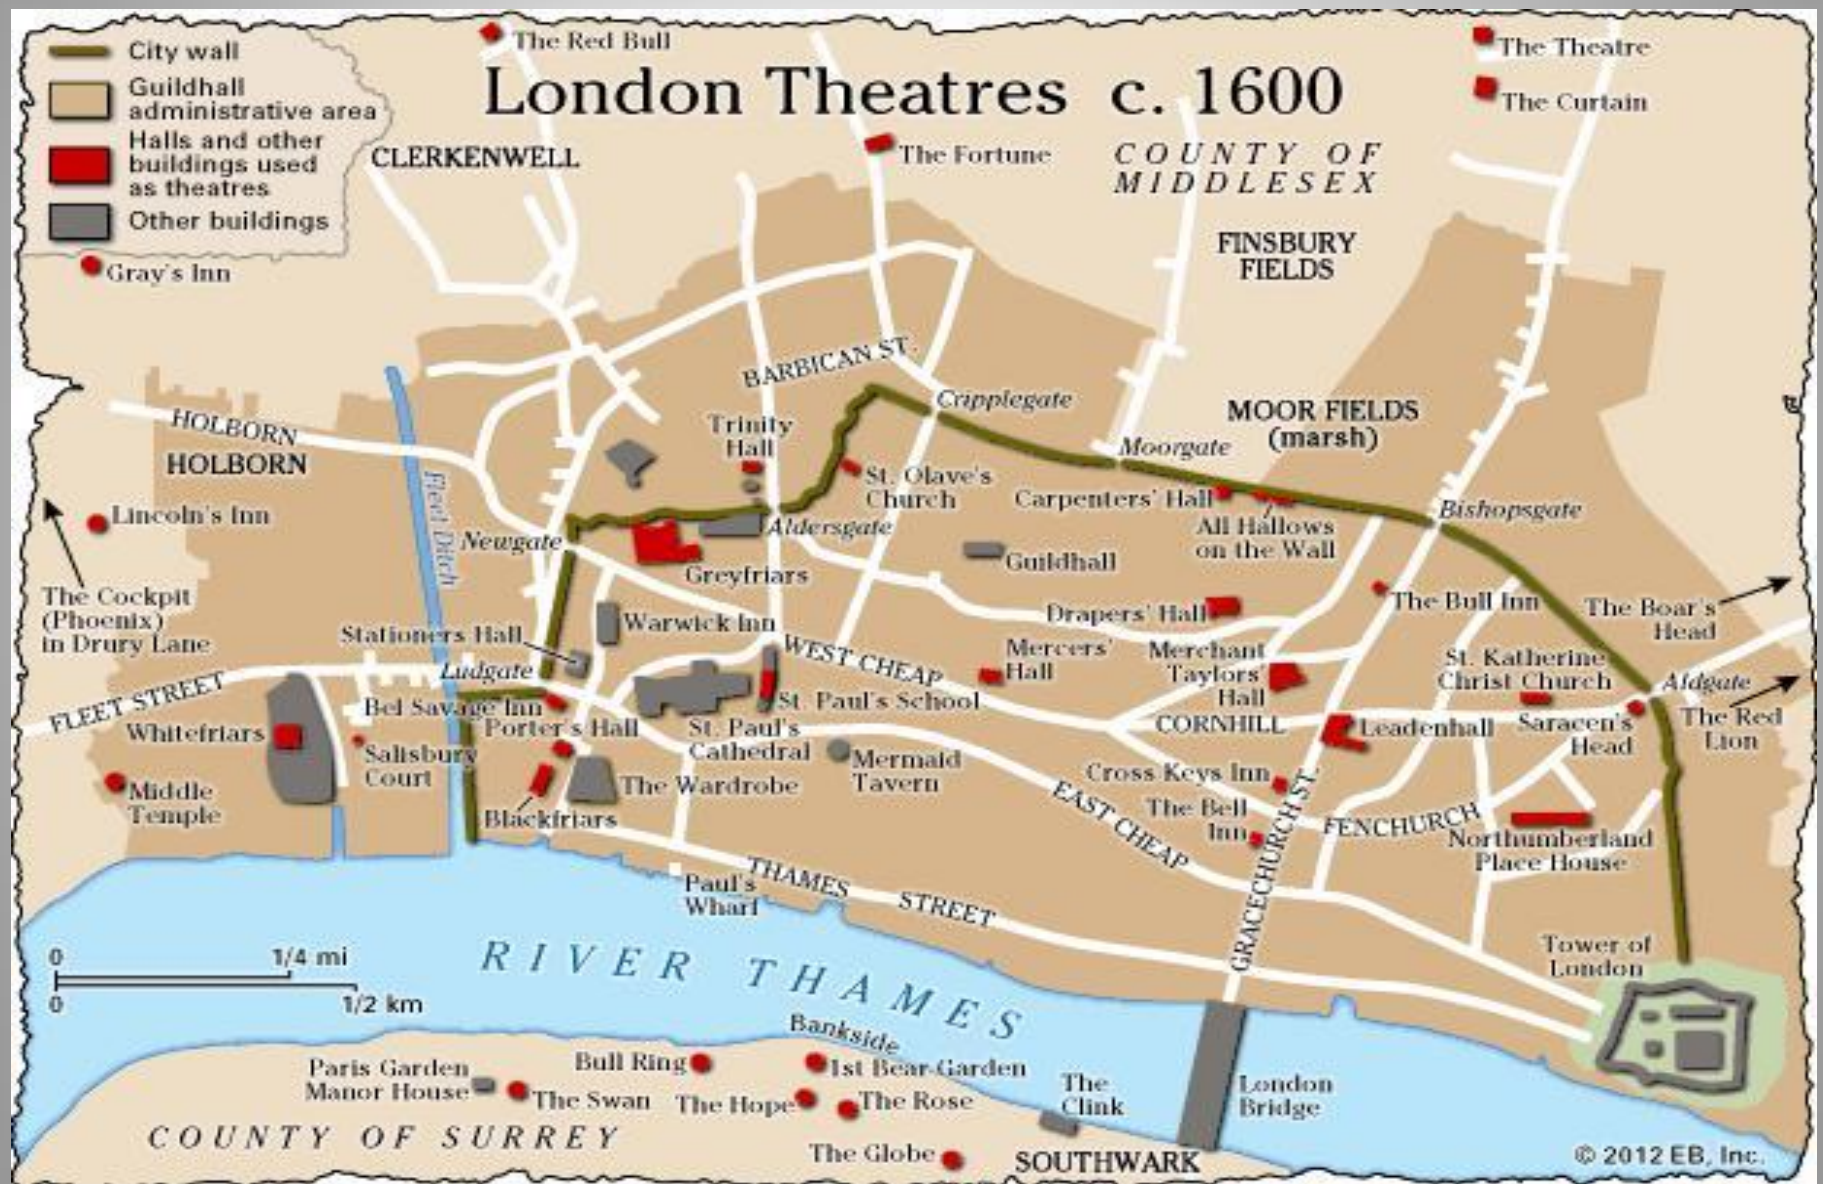 London Theatres c. 1600
City wall
Guildhall
administrative area
Halls and other
buildings used
as theatres
Other buildings
The Red Bull
The Theatre
The Curtain
CLERKENWELL
The Fortune
COUNTY OF
MIDDLESEX
FINSBURY
FIELDS
Gray's Inn
BARBICAN ST.
Cripplegate
MOOR FIELDS
(marsh)
HOLBORN
HOLBORN
Trinity
Hall
Moorgate
St. Olave's
Church
Carpenters' Hall
Fleet Ditch
Lincoln's Inn
Newgate
Aldersgate
All Hallows
on the Wall
Bishopsgate
Greyfriars
Guildhall
The Cockpit
(Phoenix)
in Drury Lane
Stationers Hall
Warwick Inn
Drapers' Hall
The Bull Inn
The Boar's
Head
Ludgate
WEST CHEAP
Mercers'
Hall
Merchant
Taylors'
Hall
St. Katherine
Christ Church
Aldgate
FLEET STREET
Bel Savage Inn
St. Paul's School
CORNHILL
Leadenhall
Saracen's
Head
The Red
Lion
Whitefriars
Salisbury
Court
Porter's Hall
St. Paul's
Cathedral
Mermaid
Tavern
Cross Keys Inn
Middle
Temple
The Wardrobe
Blackfriars
EAST CHEAP
The Bell
Inn
GRACECHURCH ST.
FENCHURCH
Northumberland
Place House
Paul's
Wharf
THAMES STREET
Tower of
London
0 1/4 mi
0 1/2 km
RIVER THAMES
Bankside
Paris Garden
Manor House
Bull Ring
1st Bear-Garden
The Swan
The Hope
The Rose
The Clink
London
Bridge
COUNTY OF SURREY
The Globe
SOUTHWARK
© 2012 EB, Inc.